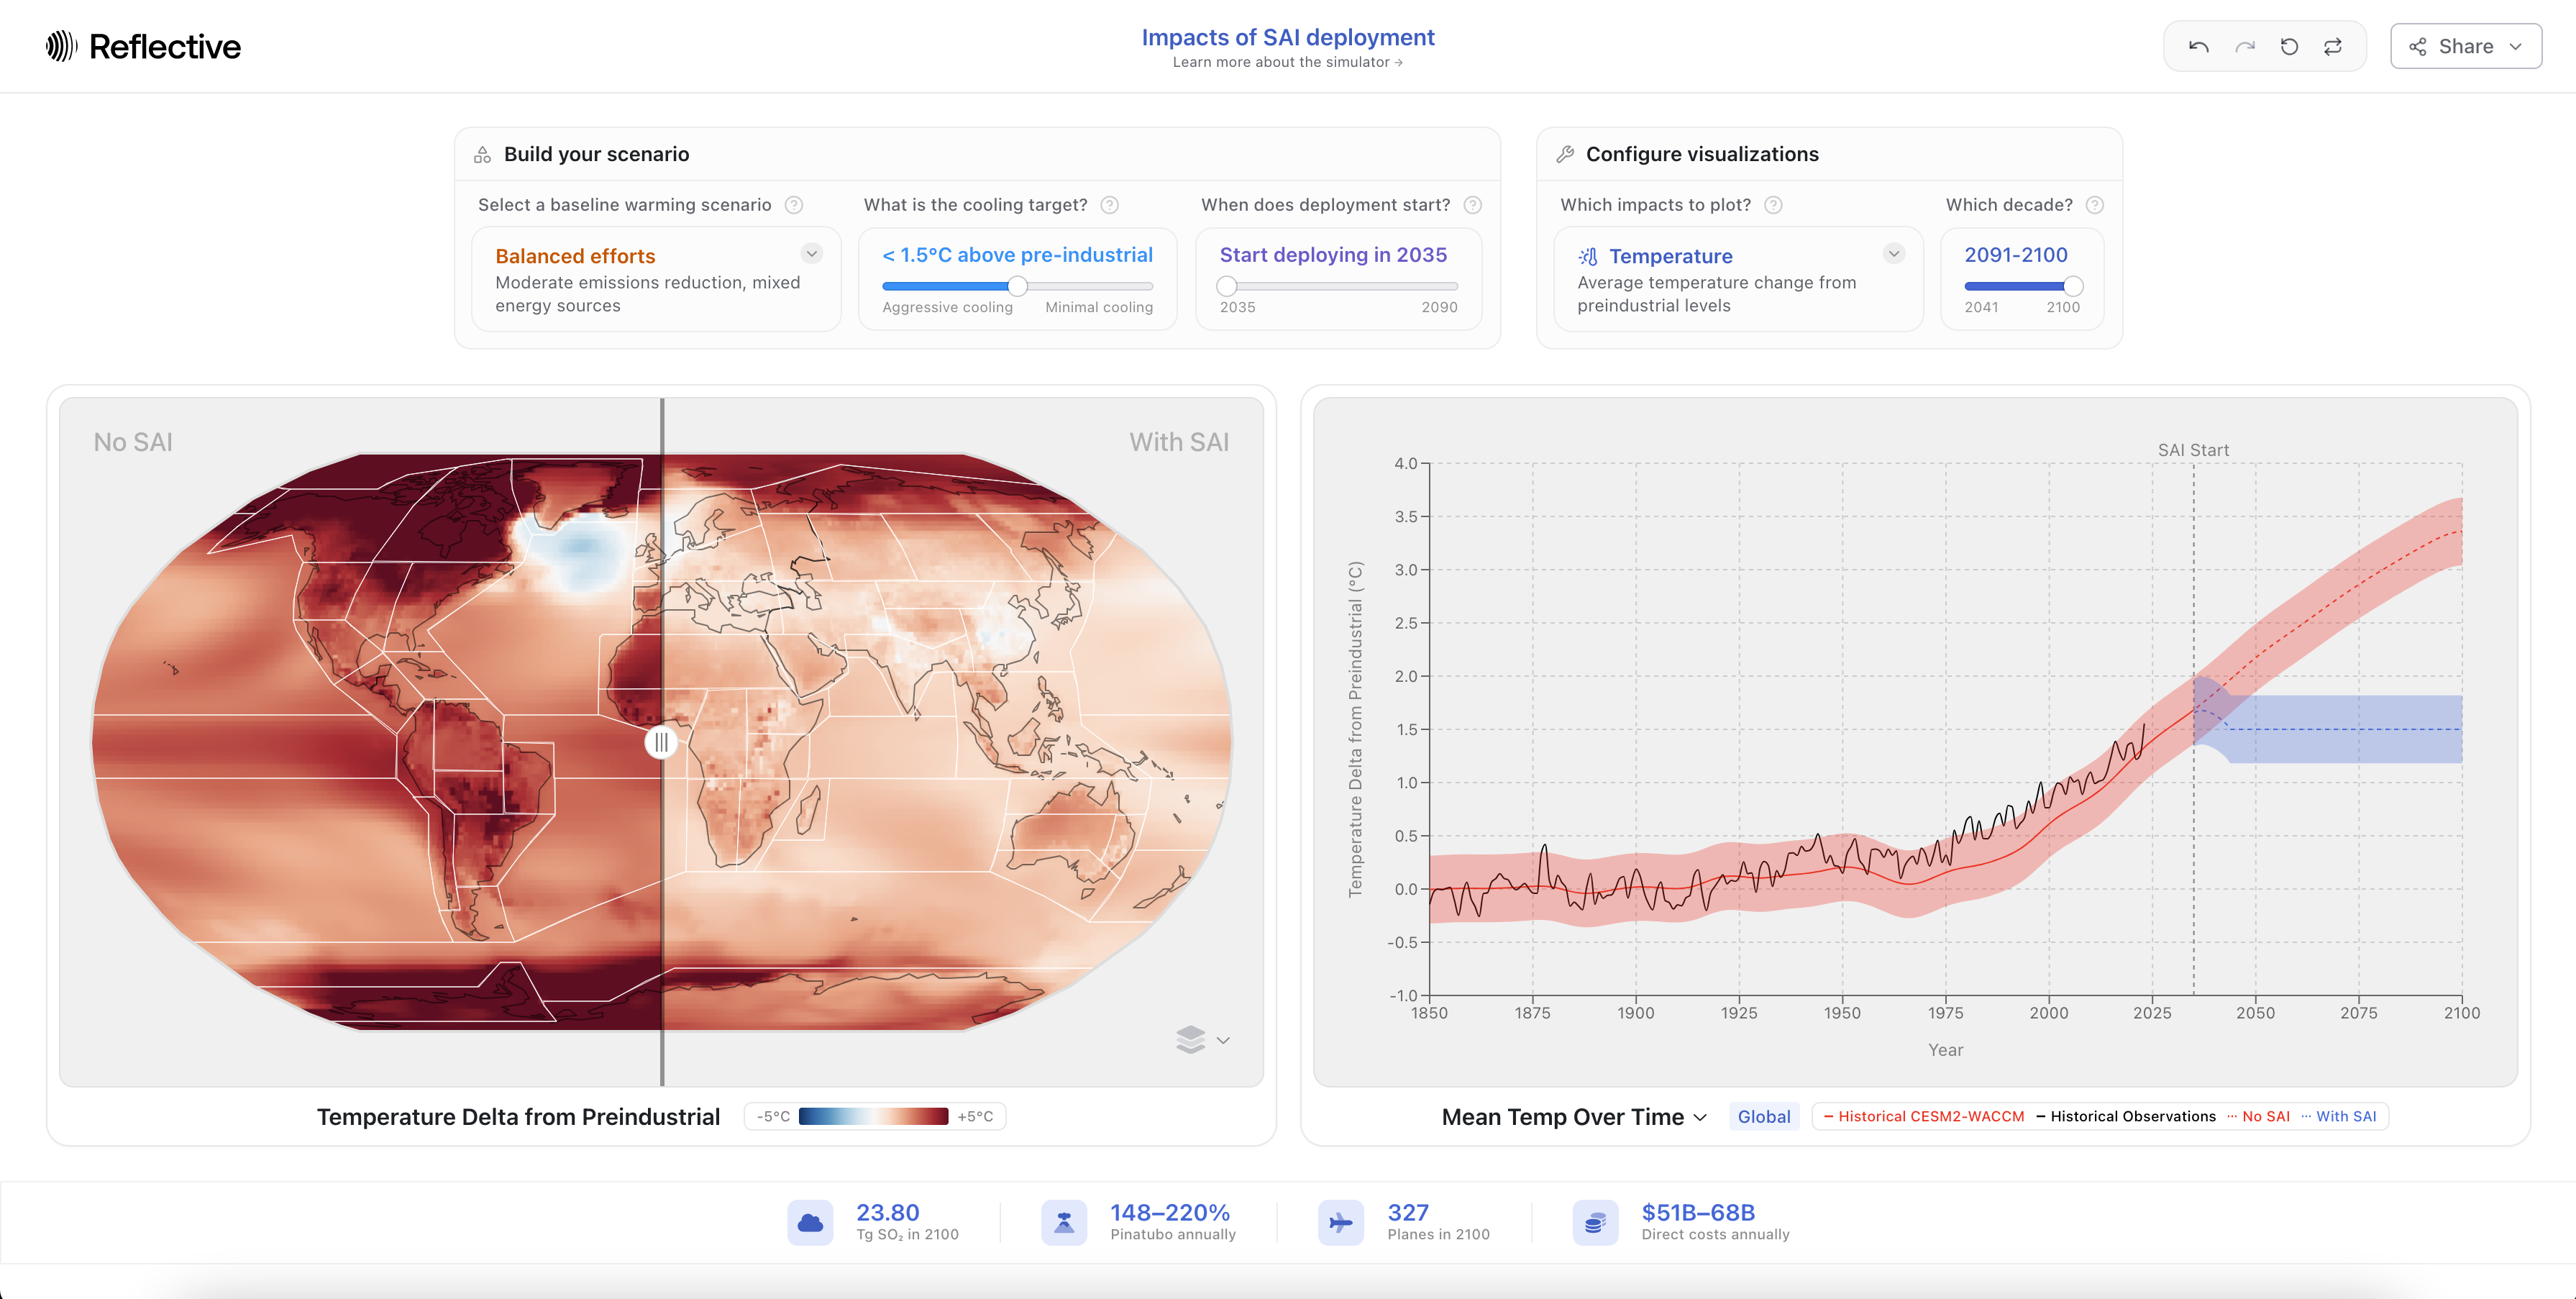 Reflective
Impacts of SAI deployment
Learn more about the simulator →
Share
Build your scenario
Select a baseline warming scenario
Balanced efforts
Moderate emissions reduction, mixed
energy sources
What is the cooling target?
< 1.5°C above pre-industrial
Aggressive cooling Minimal cooling
When does deployment start?
Start deploying in 2035
2035 2090
Configure visualizations
Which impacts to plot?
Temperature
Average temperature change from
preindustrial levels
Which decade?
2091-2100
2041 2100
No SAI
With SAI
Temperature Delta from Preindustrial
-5°C +5°C
SAI Start
4.0
3.5
3.0
2.5
2.0
1.5
1.0
0.5
0.0
-0.5
-1.0
Temperature Delta from Preindustrial (°C)
1850 1875 1900 1925 1950 1975 2000 2025 2050 2075 2100
Year
Mean Temp Over Time
Global
Historical CESM2-WACCM Historical Observations No SAI With SAI
23.80
Tg SO₂ in 2100
148–220%
Pinatubo annually
327
Planes in 2100
$51B–68B
Direct costs annually